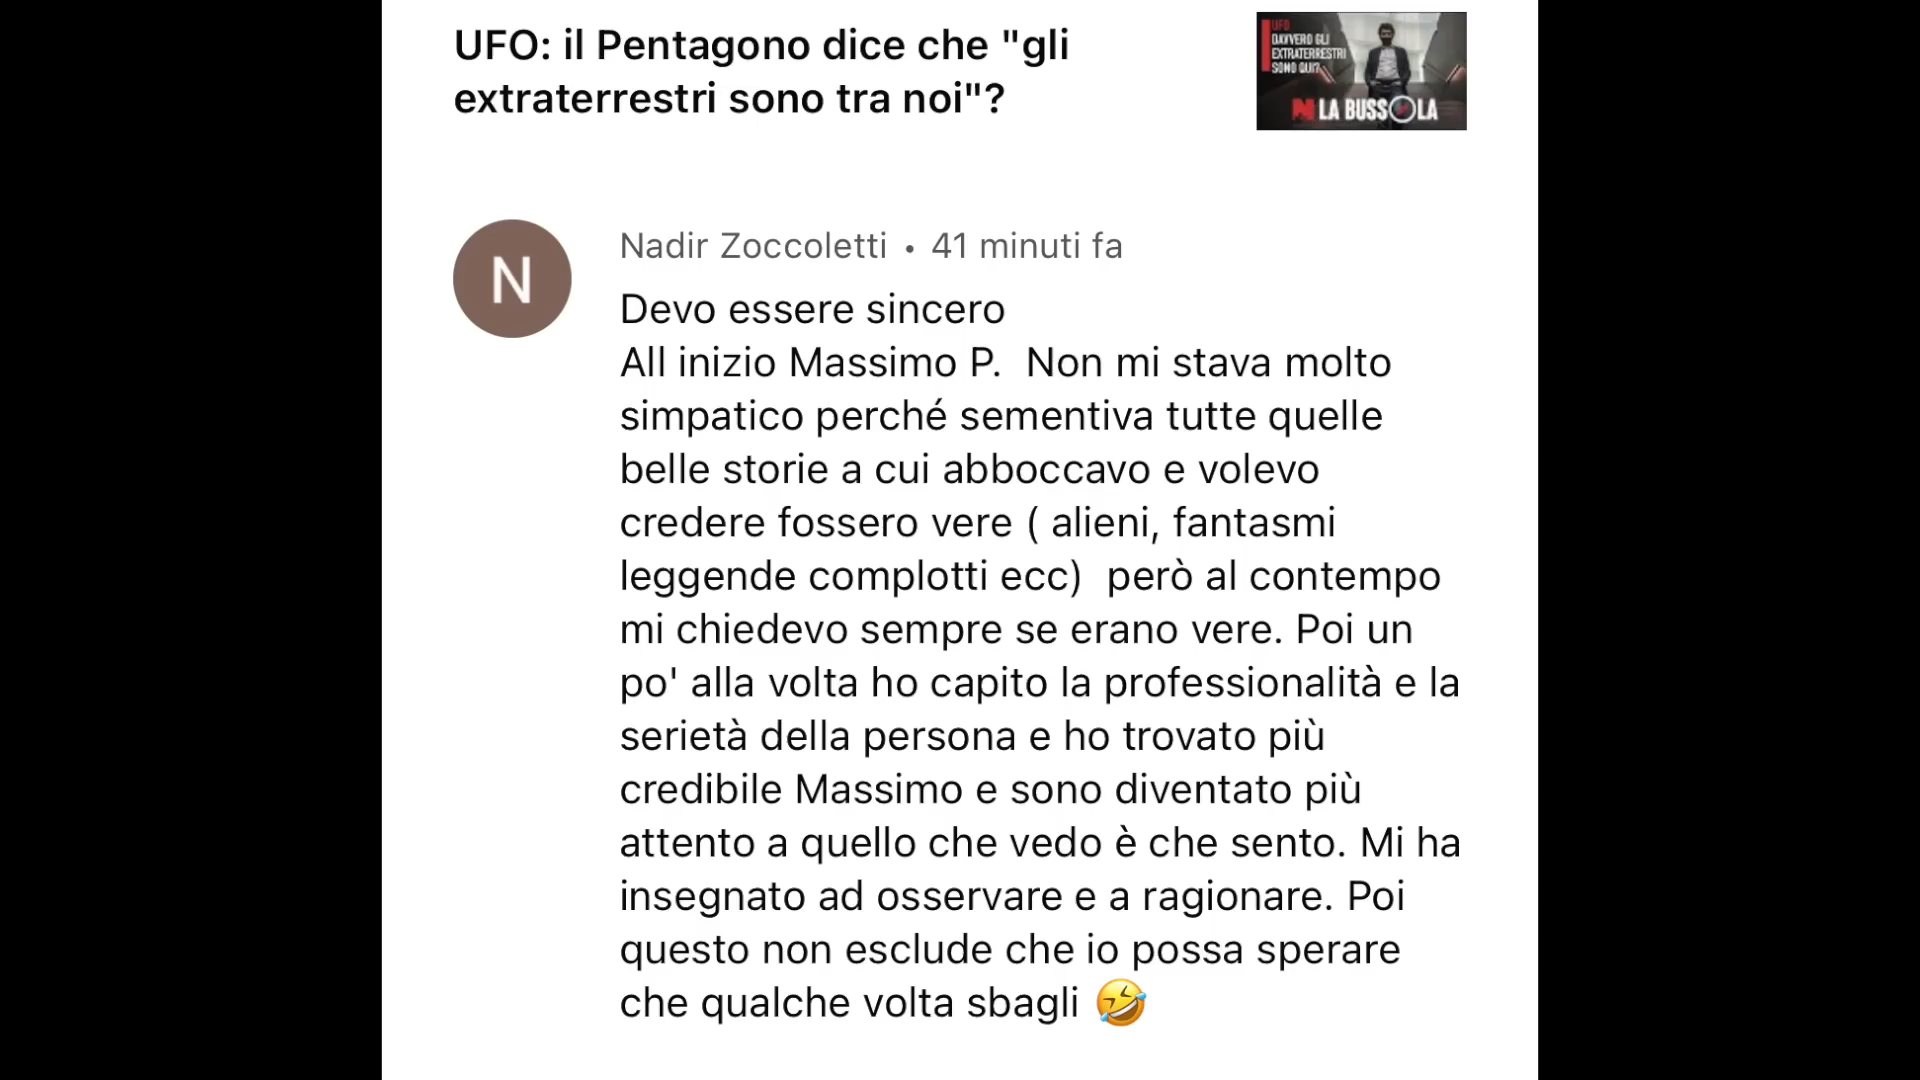 UFO: il Pentagono dice che "gli
extraterrestri sono tra noi"?
UFO
DAVVERO GLI
EXTRATERRESTRI
SONO QUI?
LA BUSSOLA
N
Nadir Zoccoletti • 41 minuti fa
Devo essere sincero
All inizio Massimo P.  Non mi stava molto
simpatico perché sementiva tutte quelle
belle storie a cui abboccavo e volevo
credere fossero vere ( alieni, fantasmi
leggende complotti ecc)  però al contempo
mi chiedevo sempre se erano vere. Poi un
po' alla volta ho capito la professionalità e la
serietà della persona e ho trovato più
credibile Massimo e sono diventato più
attento a quello che vedo è che sento. Mi ha
insegnato ad osservare e a ragionare. Poi
questo non esclude che io possa sperare
che qualche volta sbagli 🤣